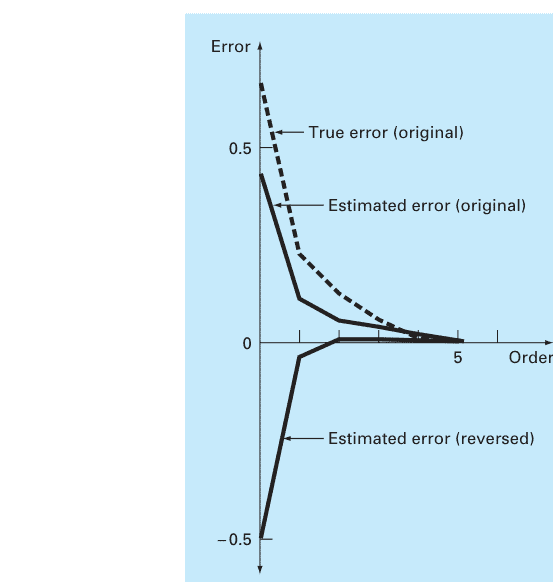 Error
True error (original)
0.5
Estimated error (original)
0
5
Order
Estimated error (reversed)
−0.5